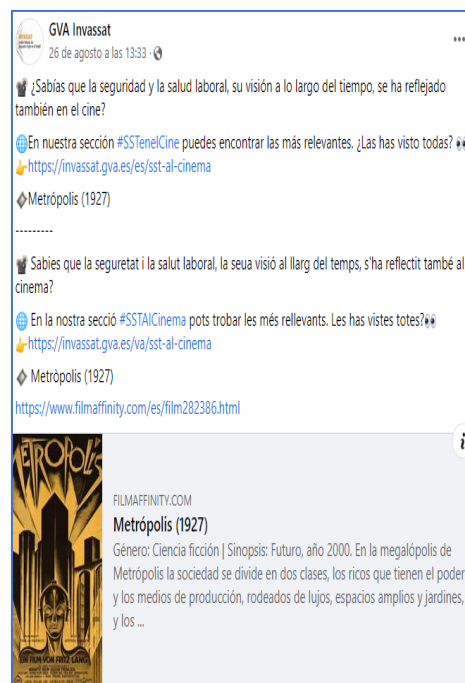 GVA Invassat
26 de agosto a las 13:33 ·
¿Sabías que la seguridad y la salud laboral, su visión a lo largo del tiempo, se ha reflejado
también en el cine?
En nuestra sección #SSTenelCine puedes encontrar las más relevantes. ¿Las has visto todas?
https://invassat.gva.es/es/sst-al-cinema
Metrópolis (1927)
---------
Sabies que la seguretat i la salut laboral, la seua visió al llarg del temps, s'ha reflectit també al
cinema?
En la nostra secció #SSTAlCinema pots trobar les més rellevants. Les has vistes totes?
https://invassat.gva.es/va/sst-al-cinema
Metròpolis (1927)
https://www.filmaffinity.com/es/film282386.html
METROPOLIS
EIN FILM VON FRITZ LANG
FILMAFFINITY.COM
Metrópolis (1927)
Género: Ciencia ficción | Sinopsis: Futuro, año 2000. En la megalópolis de
Metrópolis la sociedad se divide en dos clases, los ricos que tienen el poder
y los medios de producción, rodeados de lujos, espacios amplios y jardines,
y los ...